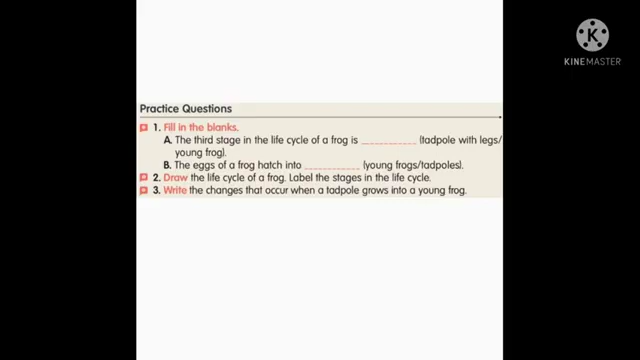 K
KINEMASTER
Practice Questions
1. Fill in the blanks.
A. The third stage in the life cycle of a frog is ___________ (tadpole with legs/
young frog).
B. The eggs of a frog hatch into ___________ (young frogs/tadpoles).
2. Draw the life cycle of a frog. Label the stages in the life cycle.
3. Write the changes that occur when a tadpole grows into a young frog.